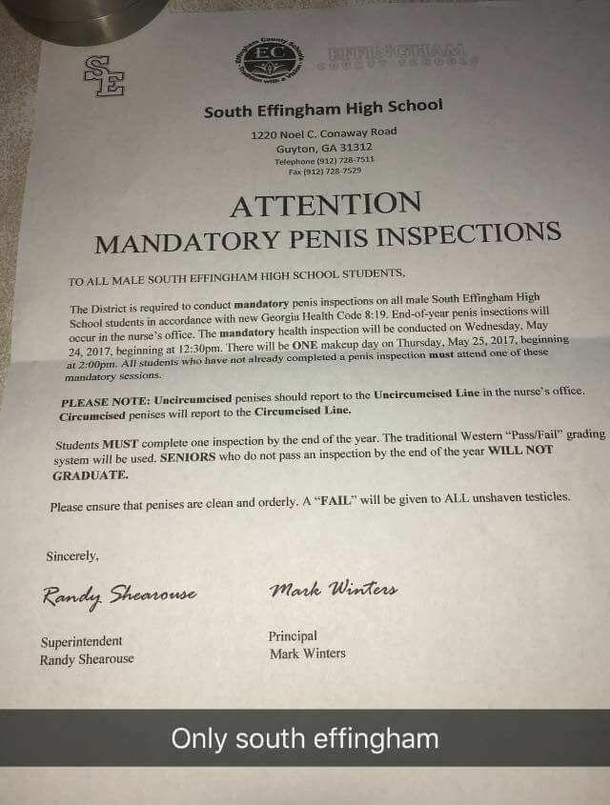 SE
Effingham County Schools
EC
Tradition with a Vision
EFFINGHAM
COUNTY SCHOOLS
South Effingham High School
1220 Noel C. Conaway Road
Guyton, GA 31312
Telephone (912) 728-7511
Fax (912) 728-7529
ATTENTION
MANDATORY PENIS INSPECTIONS
TO ALL MALE SOUTH EFFINGHAM HIGH SCHOOL STUDENTS,
The District is required to conduct mandatory penis inspections on all male South Effingham High
School students in accordance with new Georgia Health Code 8:19. End-of-year penis insections will
occur in the nurse's office. The mandatory health inspection will be conducted on Wednesday, May
24, 2017, beginning at 12:30pm. There will be ONE makeup day on Thursday, May 25, 2017, beginning
at 2:00pm. All students who have not already completed a penis inspection must attend one of these
mandatory sessions.
PLEASE NOTE: Uncircumcised penises should report to the Uncircumcised Line in the nurse's office.
Circumcised penises will report to the Circumcised Line.
Students MUST complete one inspection by the end of the year. The traditional Western "Pass/Fail" grading
system will be used. SENIORS who do not pass an inspection by the end of the year WILL NOT
GRADUATE.
Please ensure that penises are clean and orderly. A "FAIL" will be given to ALL unshaven testicles.
Sincerely,
Randy Shearouse Mark Winters
Superintendent Principal
Randy Shearouse Mark Winters
Only south effingham